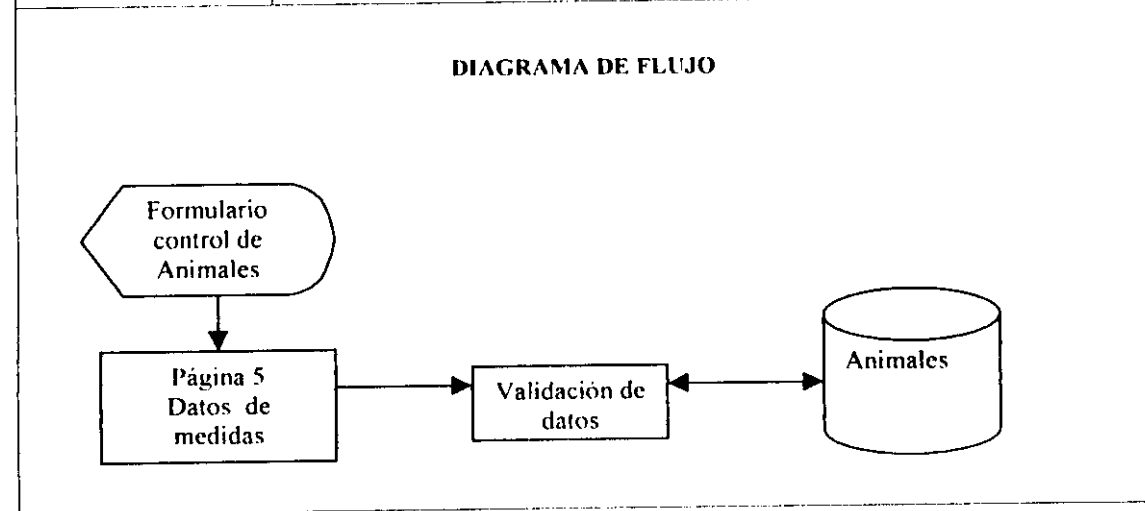 DIAGRAMA DE FLUJO
Formulario
control de
Animales
Página 5
Datos de
medidas
Validación de
datos
Animales